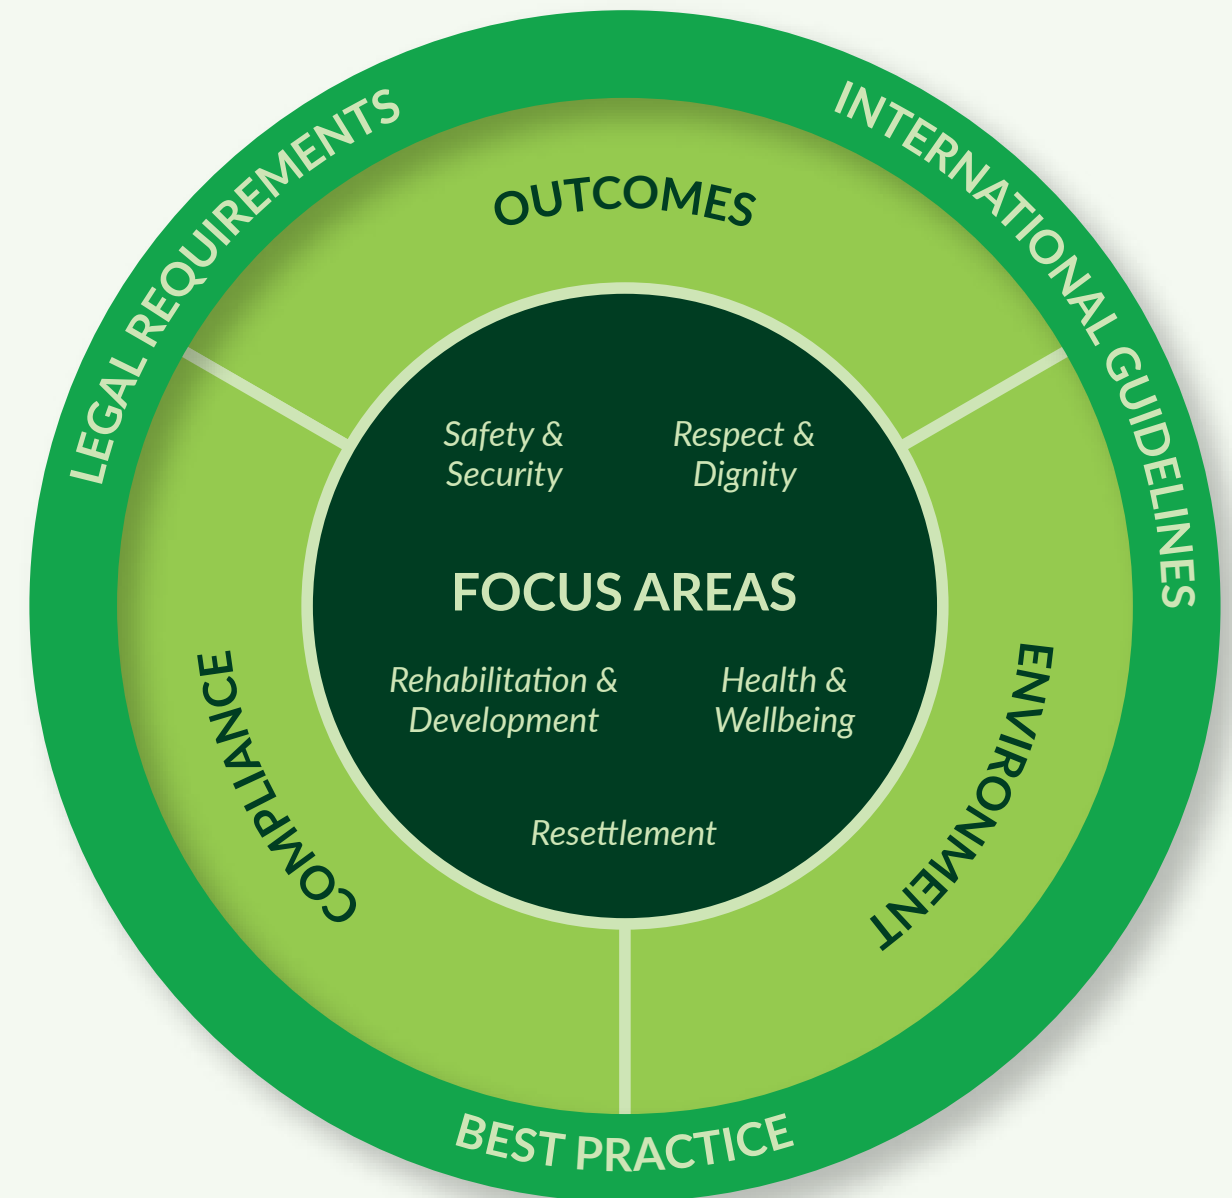 LEGAL REQUIREMENTS
INTERNATIONAL GUIDELINES
OUTCOMES
Safety &
Security
Respect &
Dignity
FOCUS AREAS
Rehabilitation &
Development
Health &
Wellbeing
Resettlement
COMPLIANCE
ENVIRONMENT
BEST PRACTICE